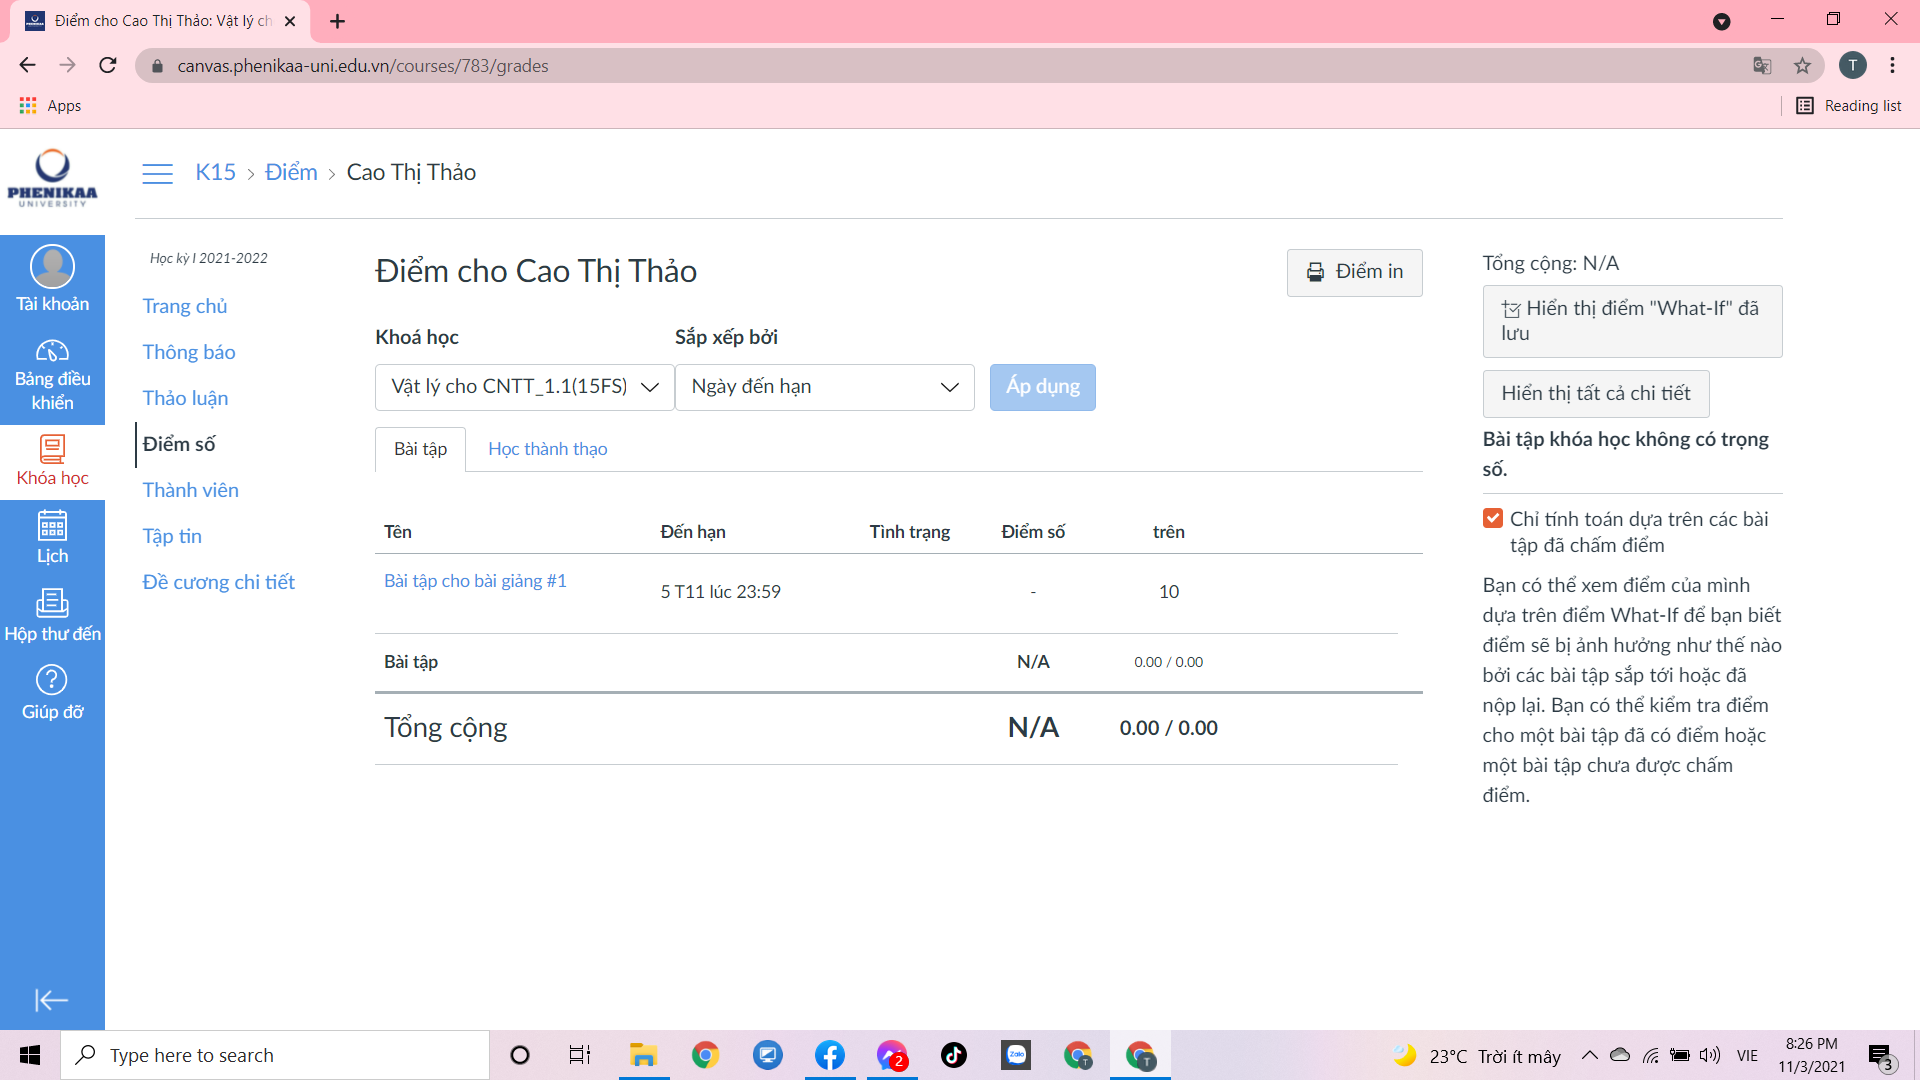 Điểm cho Cao Thị Thảo: Vật lý ch
canvas.phenikaa-uni.edu.vn/courses/783/grades
T
Apps
Reading list
PHENIKAA
UNIVERSITY
K15 › Điểm › Cao Thị Thảo
Tài khoản
Bảng điều
khiển
Khóa học
Lịch
Hộp thư đến
Giúp đỡ
Học kỳ I 2021-2022
Trang chủ
Thông báo
Thảo luận
Điểm số
Thành viên
Tập tin
Đề cương chi tiết
Điểm cho Cao Thị Thảo
Điểm in
Khoá học
Sắp xếp bởi
Vật lý cho CNTT_1.1(15FS)
Ngày đến hạn
Áp dụng
Bài tập
Học thành thạo
Tên Đến hạn Tình trạng Điểm số trên
Bài tập cho bài giảng #1 5 T11 lúc 23:59 - 10
Bài tập N/A 0.00 / 0.00
Tổng cộng N/A 0.00 / 0.00
Tổng cộng: N/A
Hiển thị điểm "What-If" đã
lưu
Hiển thị tất cả chi tiết
Bài tập khóa học không có trọng
số.
Chỉ tính toán dựa trên các bài
tập đã chấm điểm
Bạn có thể xem điểm của mình
dựa trên điểm What-If để bạn biết
điểm sẽ bị ảnh hưởng như thế nào
bởi các bài tập sắp tới hoặc đã
nộp lại. Bạn có thể kiểm tra điểm
cho một bài tập đã có điểm hoặc
một bài tập chưa được chấm
điểm.
Type here to search
2
Zalo
T
T
23°C Trời ít mây
VIE
8:26 PM
11/3/2021
3